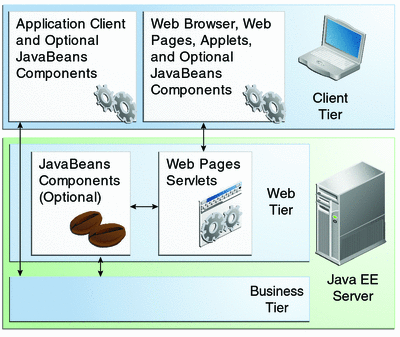 Application Client
and Optional
JavaBeans
Components
Web Browser, Web
Pages, Applets,
and Optional
JavaBeans
Components
Client
Tier
JavaBeans
Components
(Optional)
Web Pages
Servlets
Web
Tier
Java EE
Server
Business
Tier